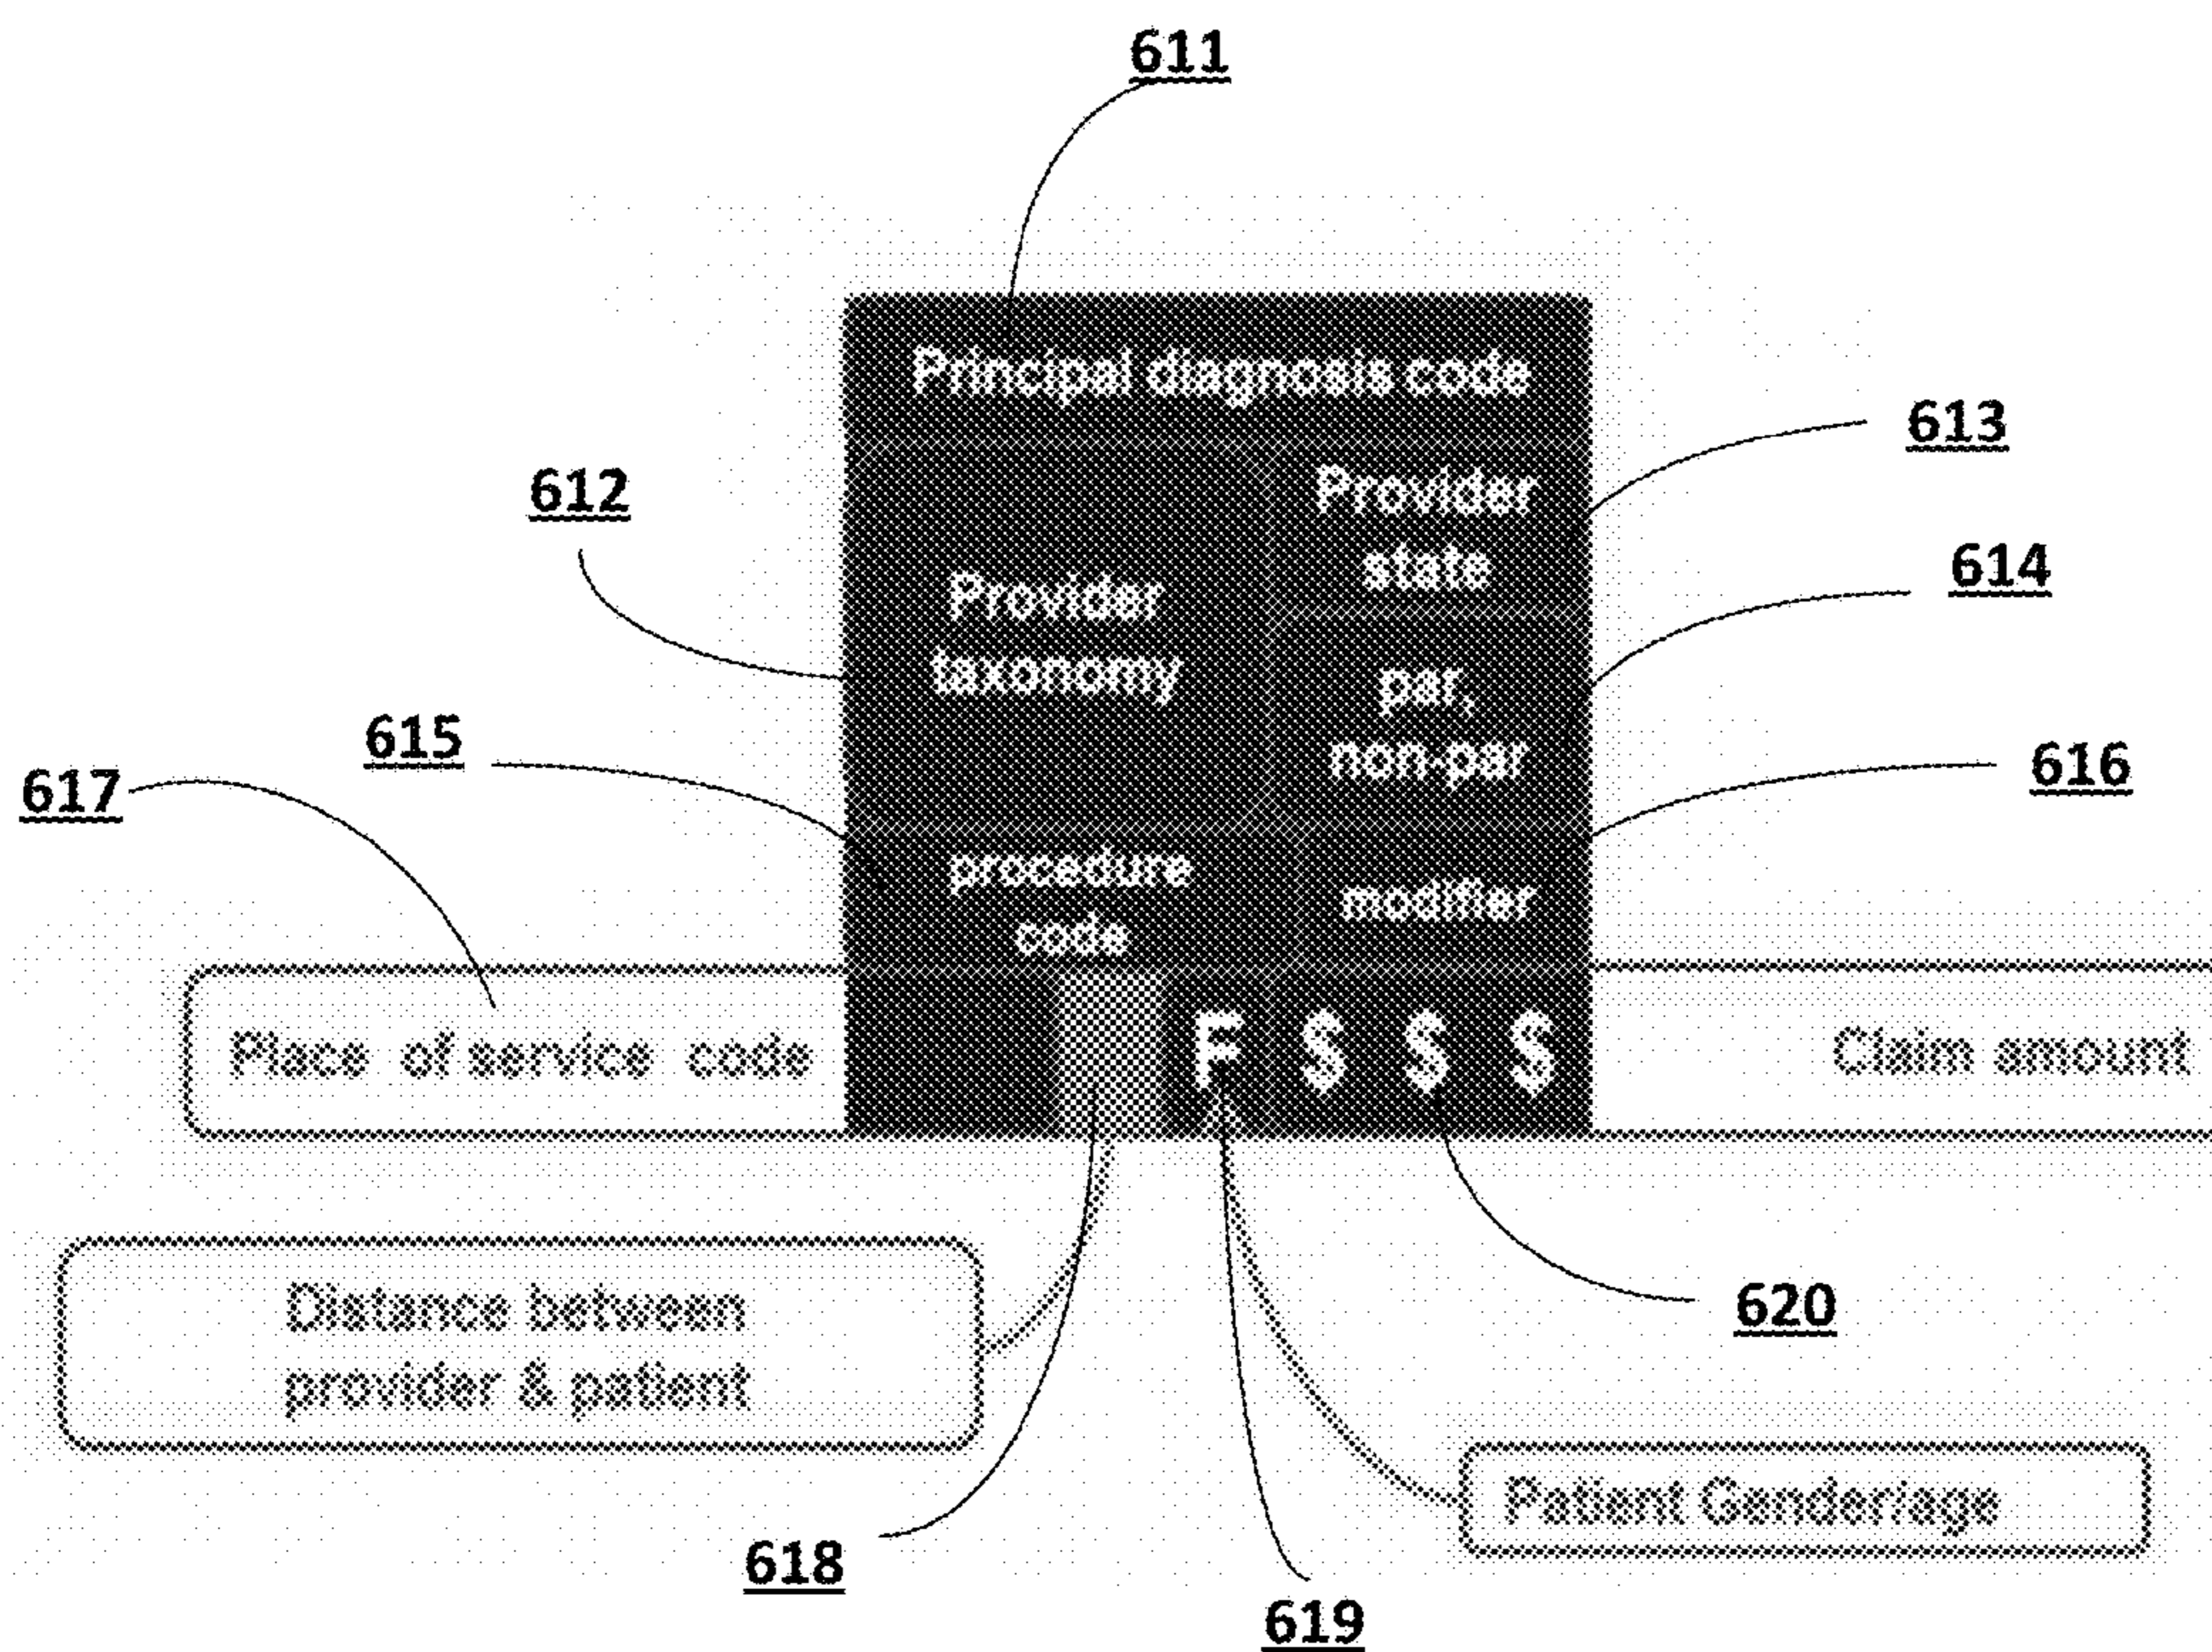 611
Principal diagnosis code
613
Provider
state
612
614
Provider
taxonomy
par,
non-par
615
616
617
procedure
code
modifier
Place of service code
F $ $ $
Claim amount
Distance between
provider & patient
620
Patient Gender/age
618
619